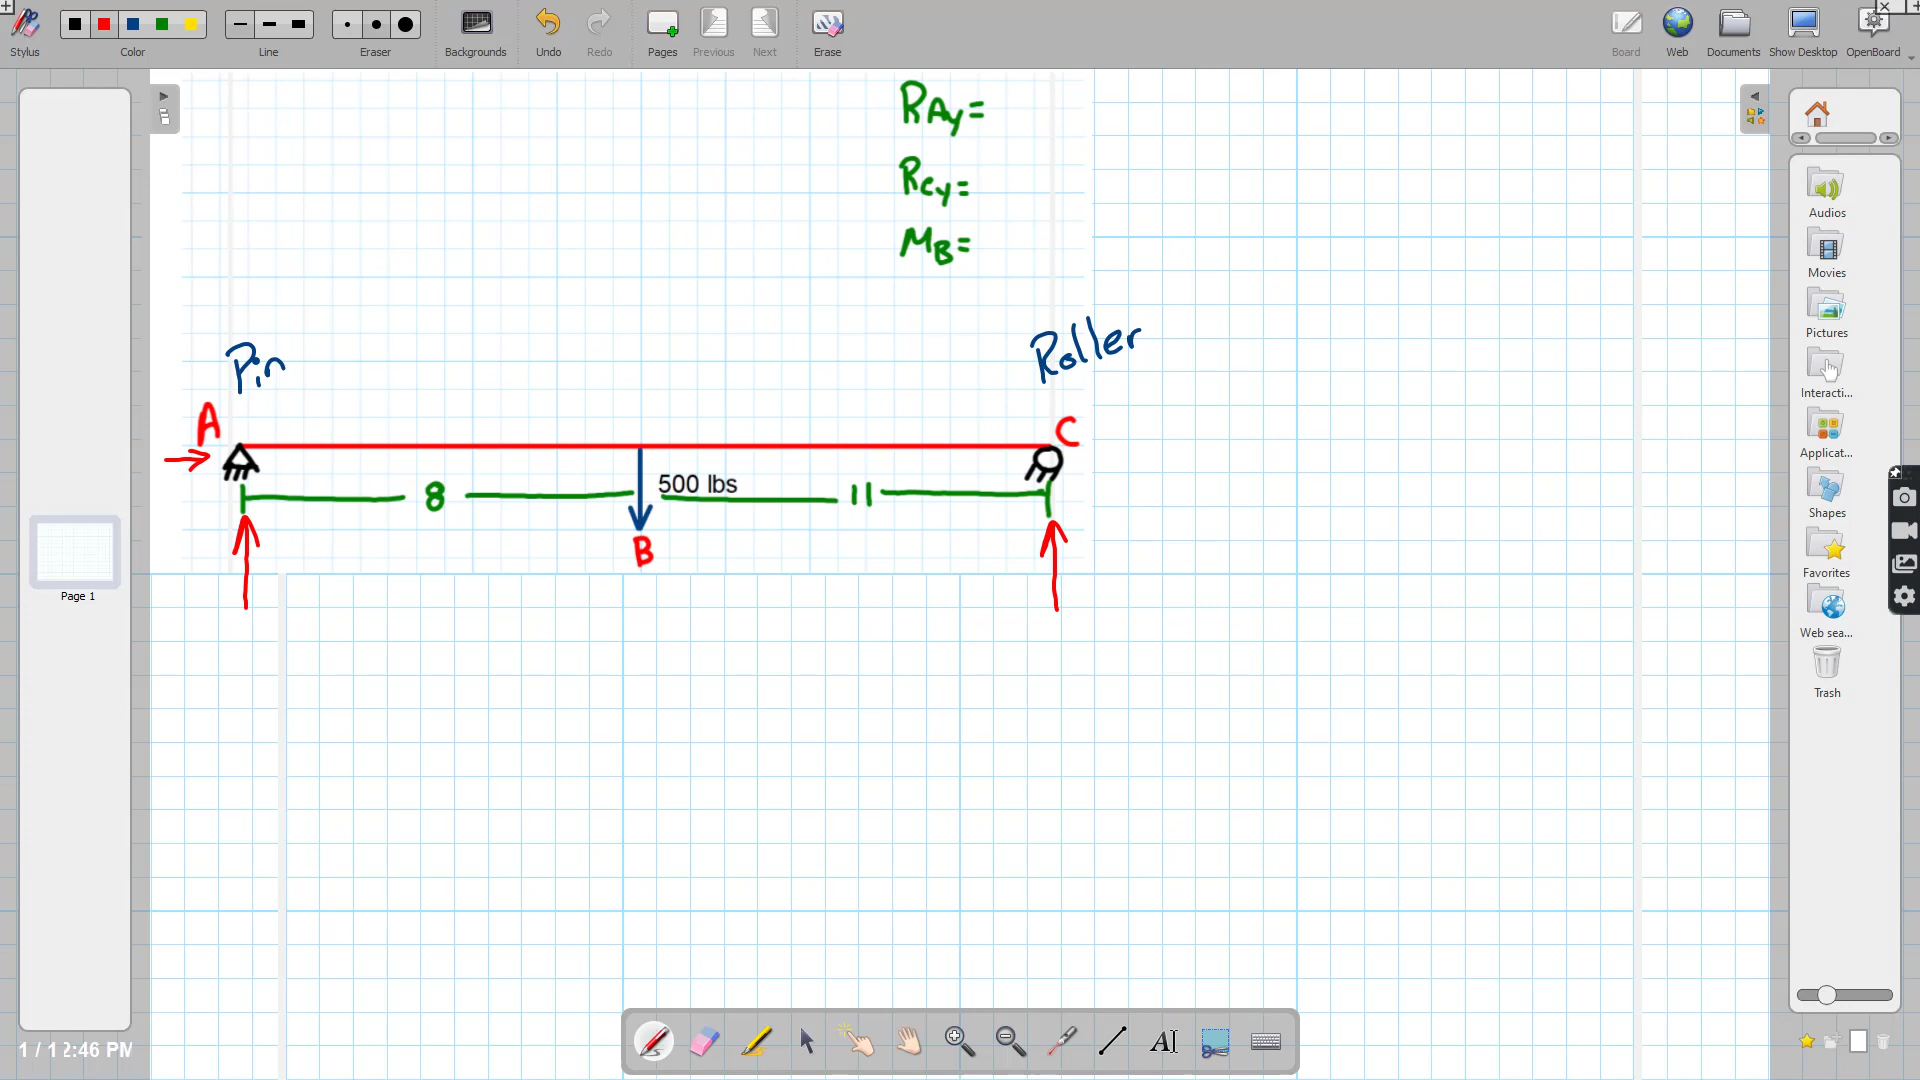 Stylus
Color
Line
Eraser
Backgrounds
Undo
Redo
Pages
Previous
Next
Erase
Board
Web
Documents
Show Desktop
OpenBoard
RAy=
RCy=
MB=
Pin
Roller
A
C
500 lbs
8
11
B
Page 1
Audios
Movies
Pictures
Interacti...
Applicat...
Shapes
Favorites
Web sea...
Trash
1 / 1
2:46 PM